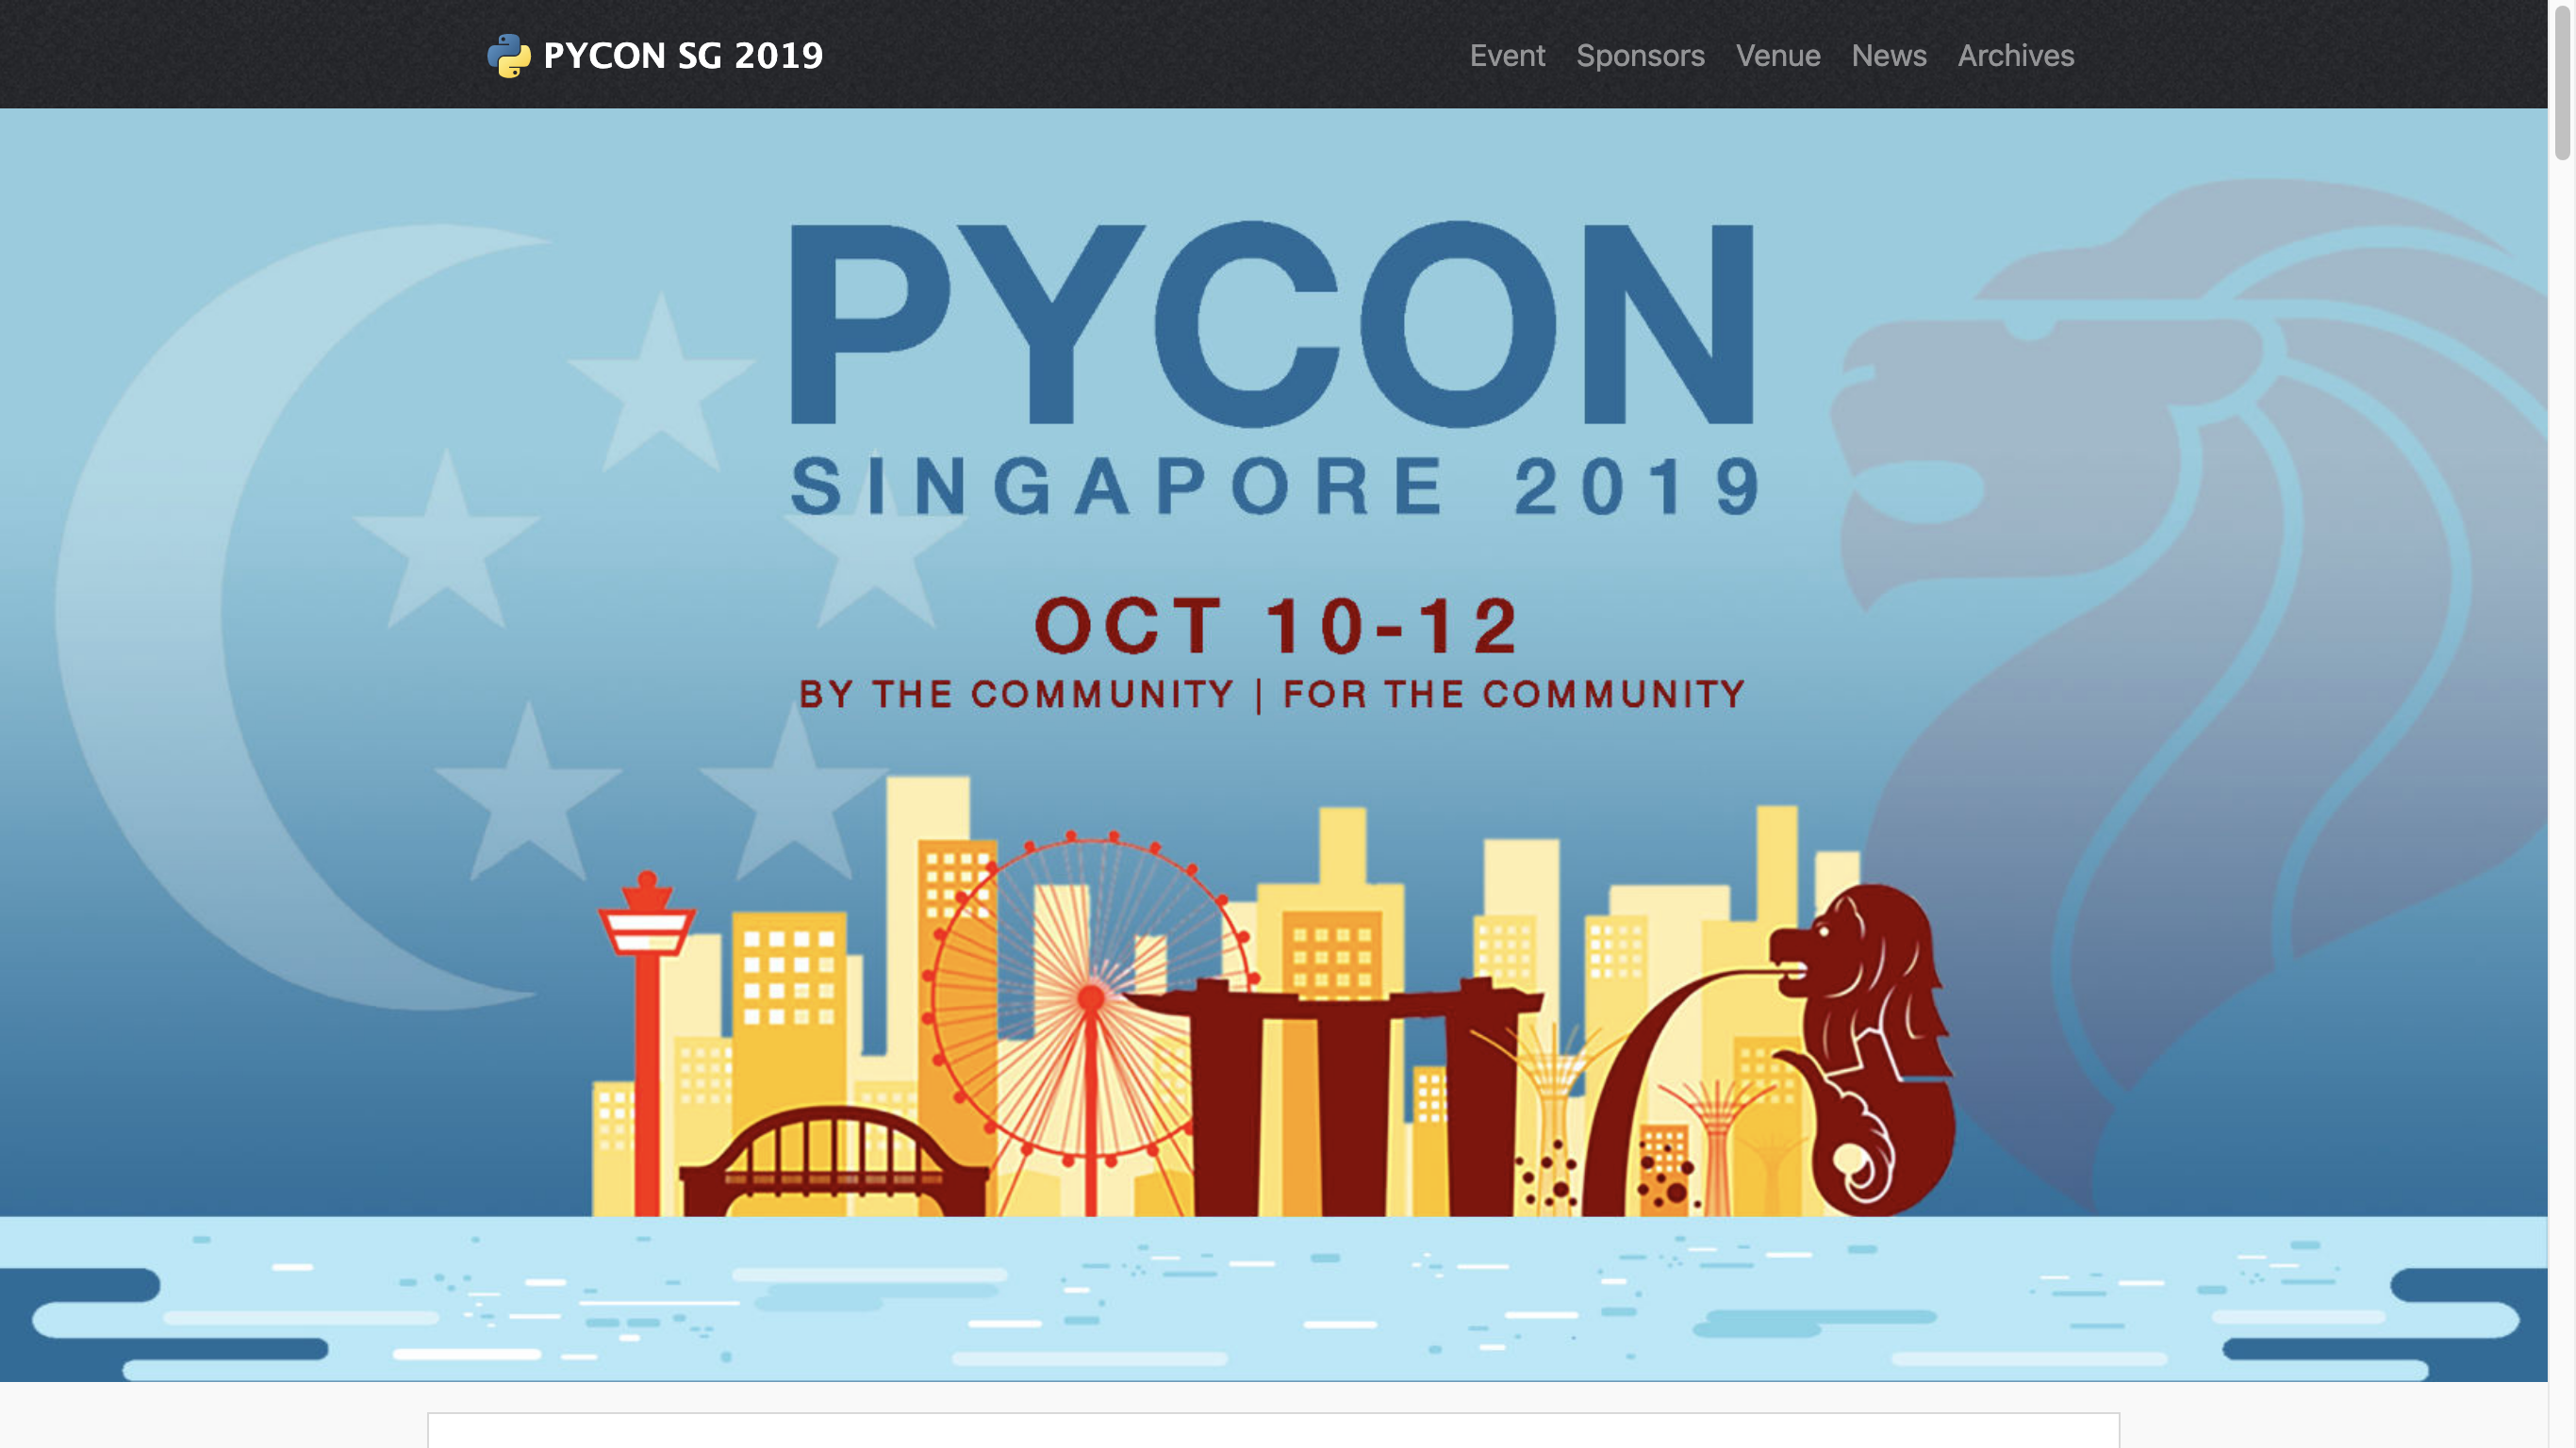 PYCON SG 2019
Event Sponsors Venue News Archives
PYCON
SINGAPORE 2019
OCT 10-12
BY THE COMMUNITY | FOR THE COMMUNITY